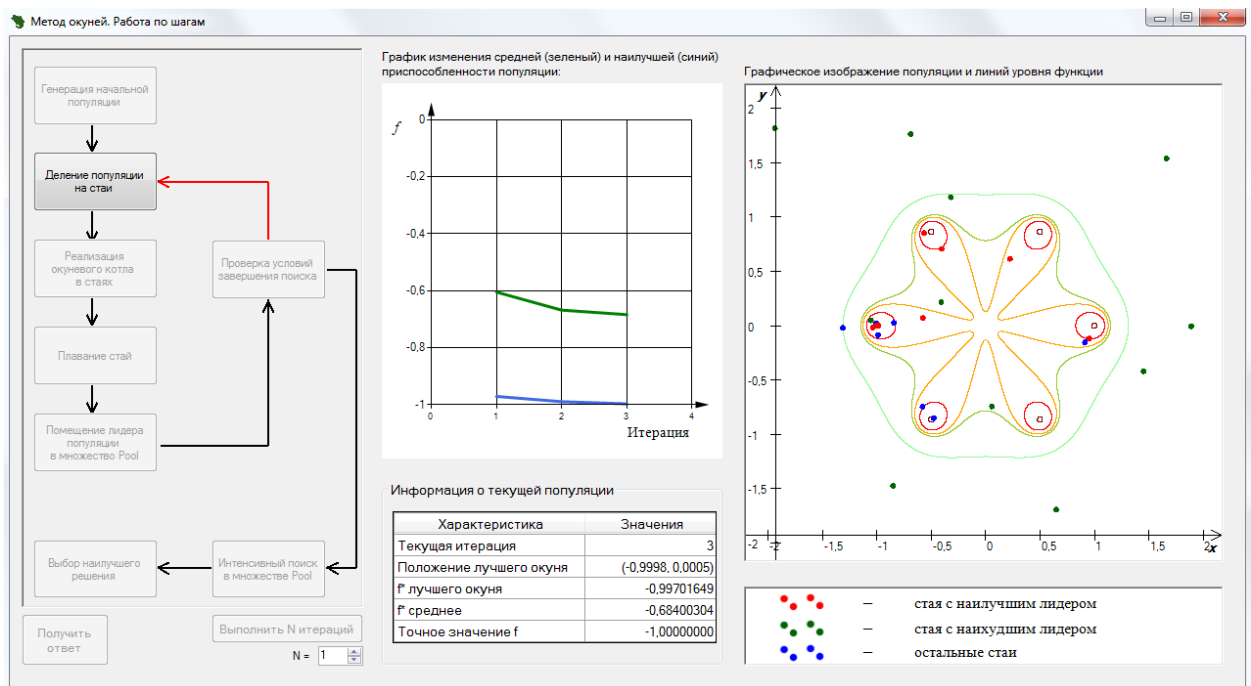 Метод окуней. Работа по шагам
Генерация начальной
популяции
Деление популяции
на стаи
Реализация
окуневого котла
в стаях
Проверка условий
завершения поиска
Плавание стай
Помещение лидера
популяции
в множество Pool
Выбор наилучшего
решения
Интенсивный поиск
в множестве Pool
Получить
ответ
Выполнить N итераций
N = 1
График изменения средней (зеленый) и наилучшей (синий)
приспособленности популяции:
f
0
-0,2
-0,4
-0,6
-0,8
-1
0 1 2 3 4
Итерация
Информация о текущей популяции
Характеристика Значения
Текущая итерация 3
Положение лучшего окуня (-0,9998, 0,0005)
f* лучшего окуня -0,99701649
f* среднее -0,68400304
Точное значение f -1,00000000
Графическое изображение популяции и линий уровня функции
y
2
1,5
1
0,5
0
-0,5
-1
-1,5
-2
-2 -1,5 -1 -0,5 0 0,5 1 1,5 2
x
– стая с наилучшим лидером
– стая с наихудшим лидером
– остальные стаи